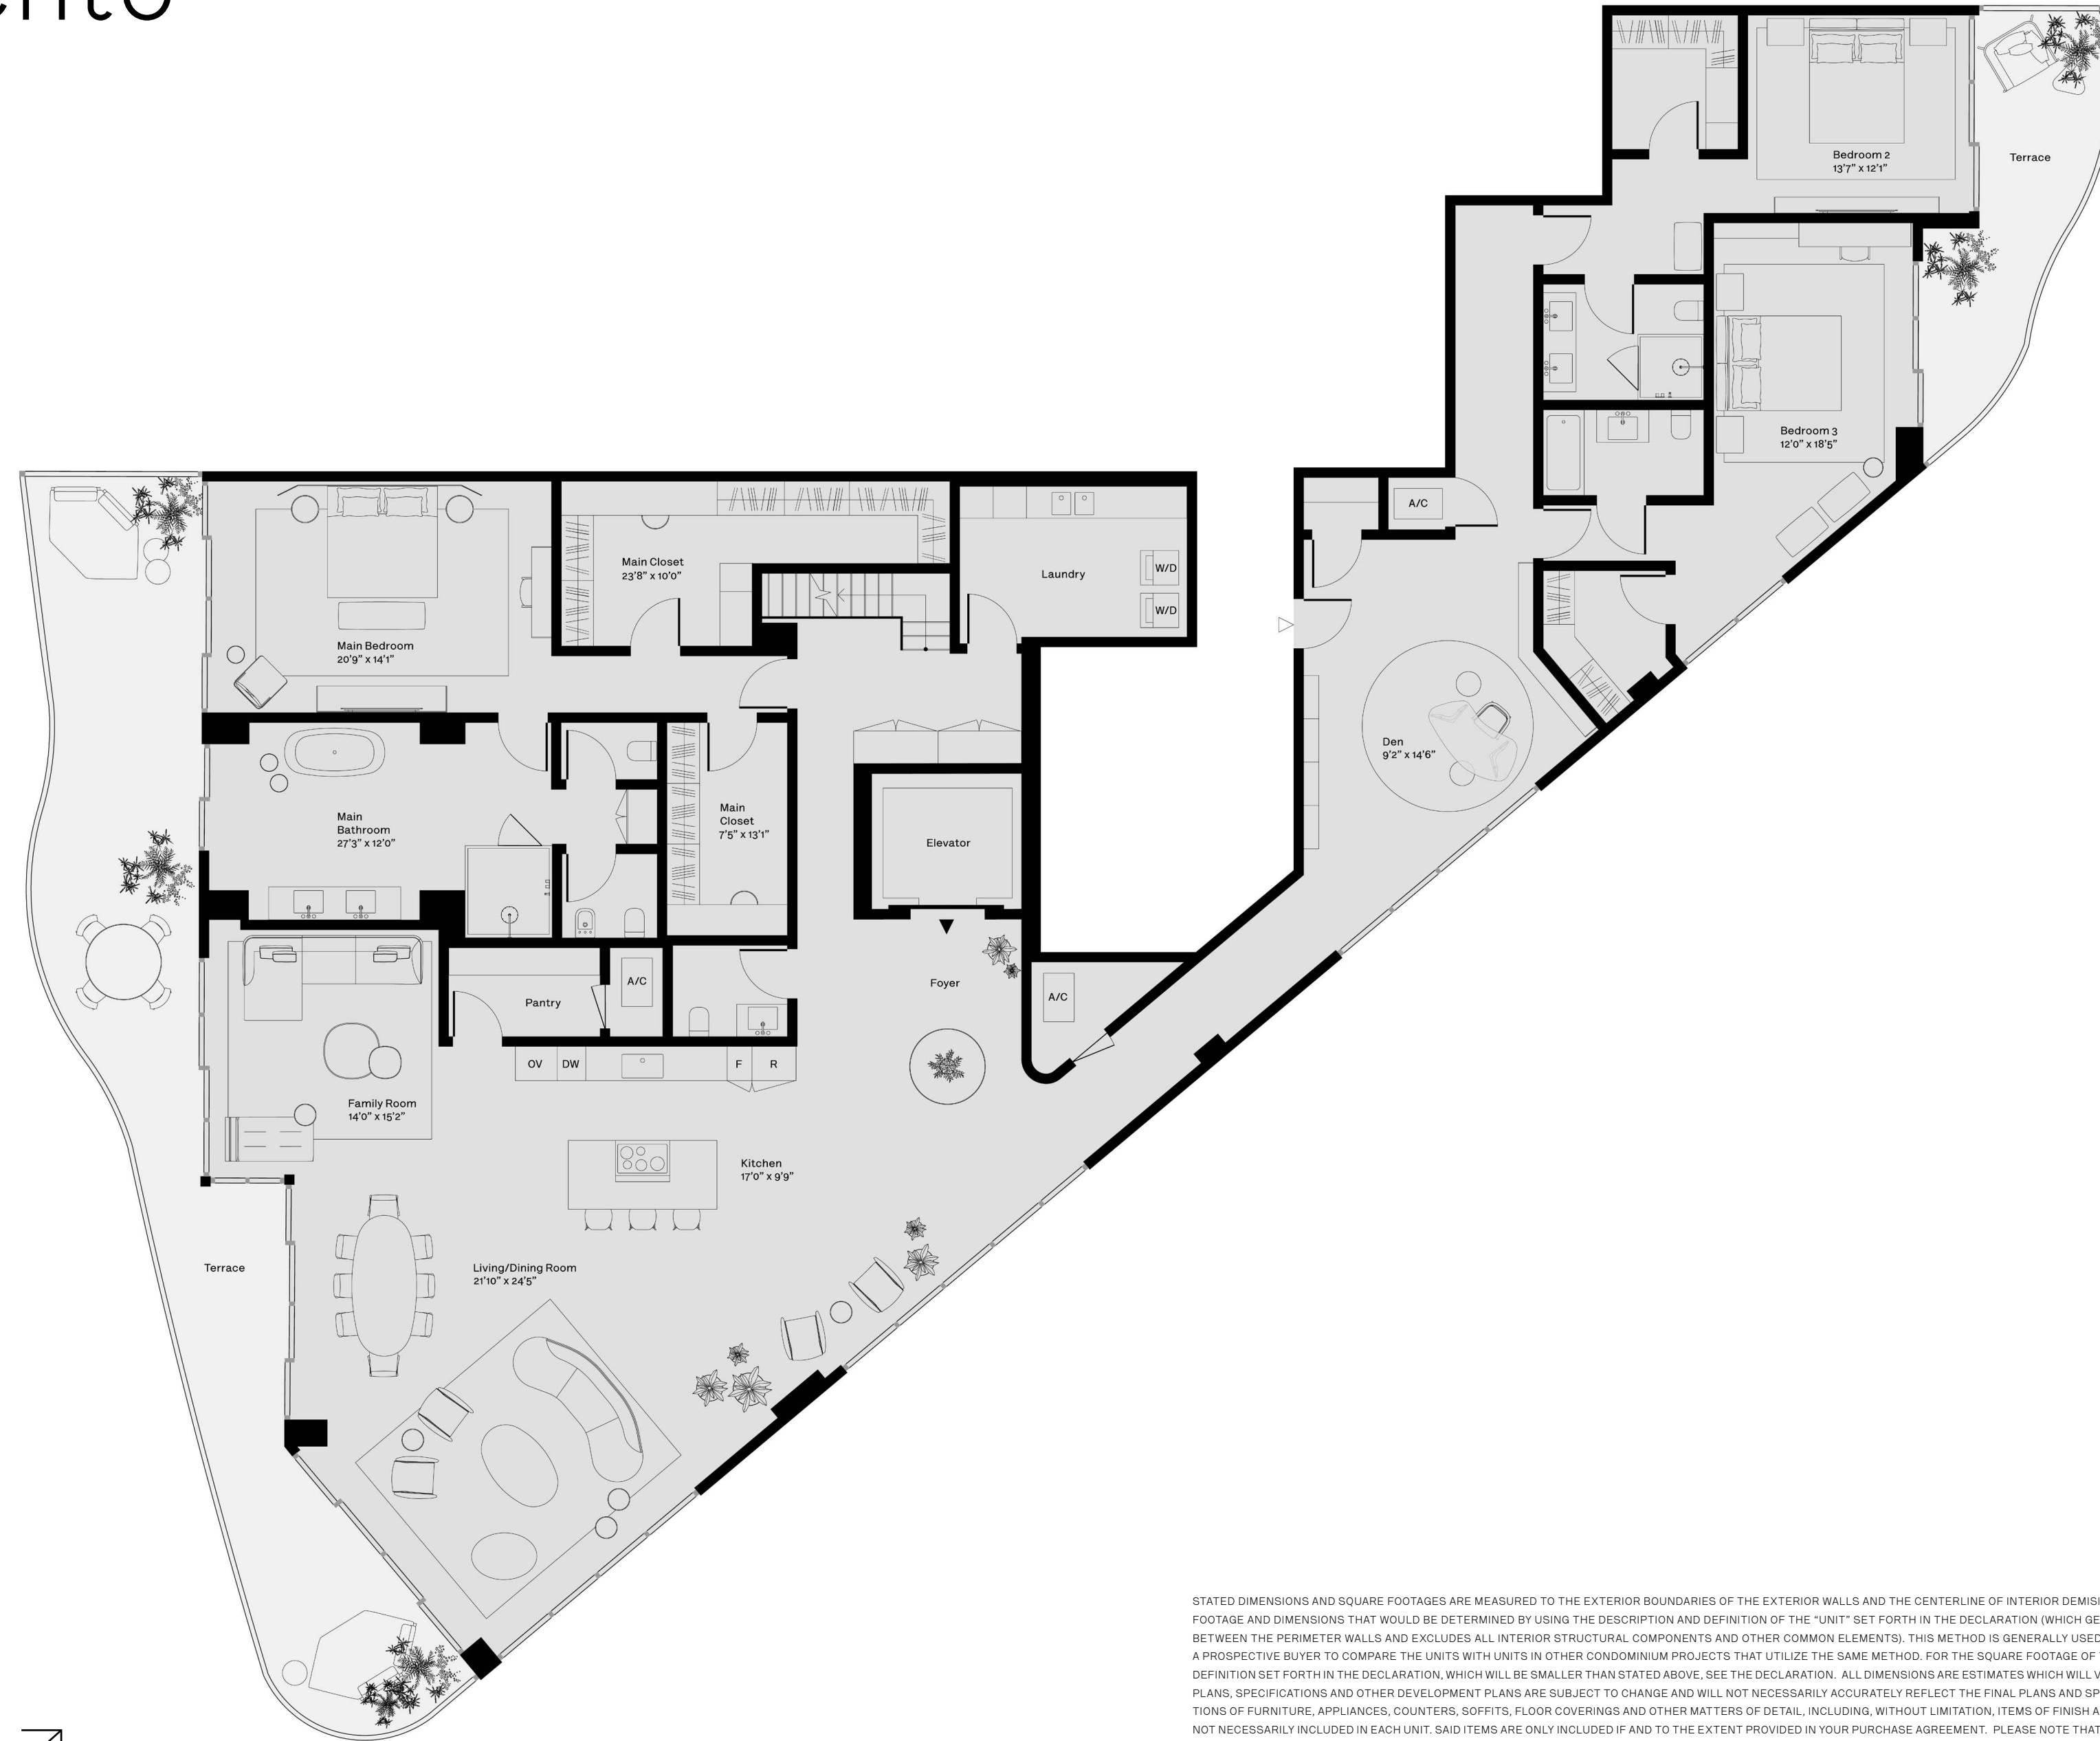 ento
Bedroom 2
13'7" x 12'1"
Terrace
Bedroom 3
12'0" x 18'5"
A/C
Main Closet
23'8" x 10'0"
Laundry
W/D
W/D
Main Bedroom
20'9" x 14'1"
Den
9'2" x 14'6"
Main
Bathroom
27'3" x 12'0"
Main
Closet
7'5" x 13'1"
Elevator
Foyer
Pantry
A/C
A/C
OV
DW
F
R
Family Room
14'0" x 15'2"
Kitchen
17'0" x 9'9"
Terrace
Living/Dining Room
21'10" x 24'5"
STATED DIMENSIONS AND SQUARE FOOTAGES ARE MEASURED TO THE EXTERIOR BOUNDARIES OF THE EXTERIOR WALLS AND THE CENTERLINE OF INTERIOR DEMISI
FOOTAGE AND DIMENSIONS THAT WOULD BE DETERMINED BY USING THE DESCRIPTION AND DEFINITION OF THE “UNIT” SET FORTH IN THE DECLARATION (WHICH GE
BETWEEN THE PERIMETER WALLS AND EXCLUDES ALL INTERIOR STRUCTURAL COMPONENTS AND OTHER COMMON ELEMENTS). THIS METHOD IS GENERALLY USED
A PROSPECTIVE BUYER TO COMPARE THE UNITS WITH UNITS IN OTHER CONDOMINIUM PROJECTS THAT UTILIZE THE SAME METHOD. FOR THE SQUARE FOOTAGE OF
DEFINITION SET FORTH IN THE DECLARATION, WHICH WILL BE SMALLER THAN STATED ABOVE, SEE THE DECLARATION. ALL DIMENSIONS ARE ESTIMATES WHICH WILL V
PLANS, SPECIFICATIONS AND OTHER DEVELOPMENT PLANS ARE SUBJECT TO CHANGE AND WILL NOT NECESSARILY ACCURATELY REFLECT THE FINAL PLANS AND SP
TIONS OF FURNITURE, APPLIANCES, COUNTERS, SOFFITS, FLOOR COVERINGS AND OTHER MATTERS OF DETAIL, INCLUDING, WITHOUT LIMITATION, ITEMS OF FINISH A
NOT NECESSARILY INCLUDED IN EACH UNIT. SAID ITEMS ARE ONLY INCLUDED IF AND TO THE EXTENT PROVIDED IN YOUR PURCHASE AGREEMENT. PLEASE NOTE THAT